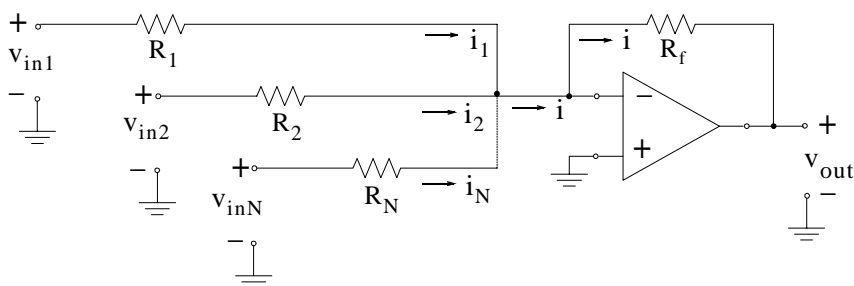 +
v_in1
−
R_1
i_1
i
R_f
+
v_in2
−
R_2
i_2
i
−
+
+
v_out
−
+
v_inN
−
R_N
i_N